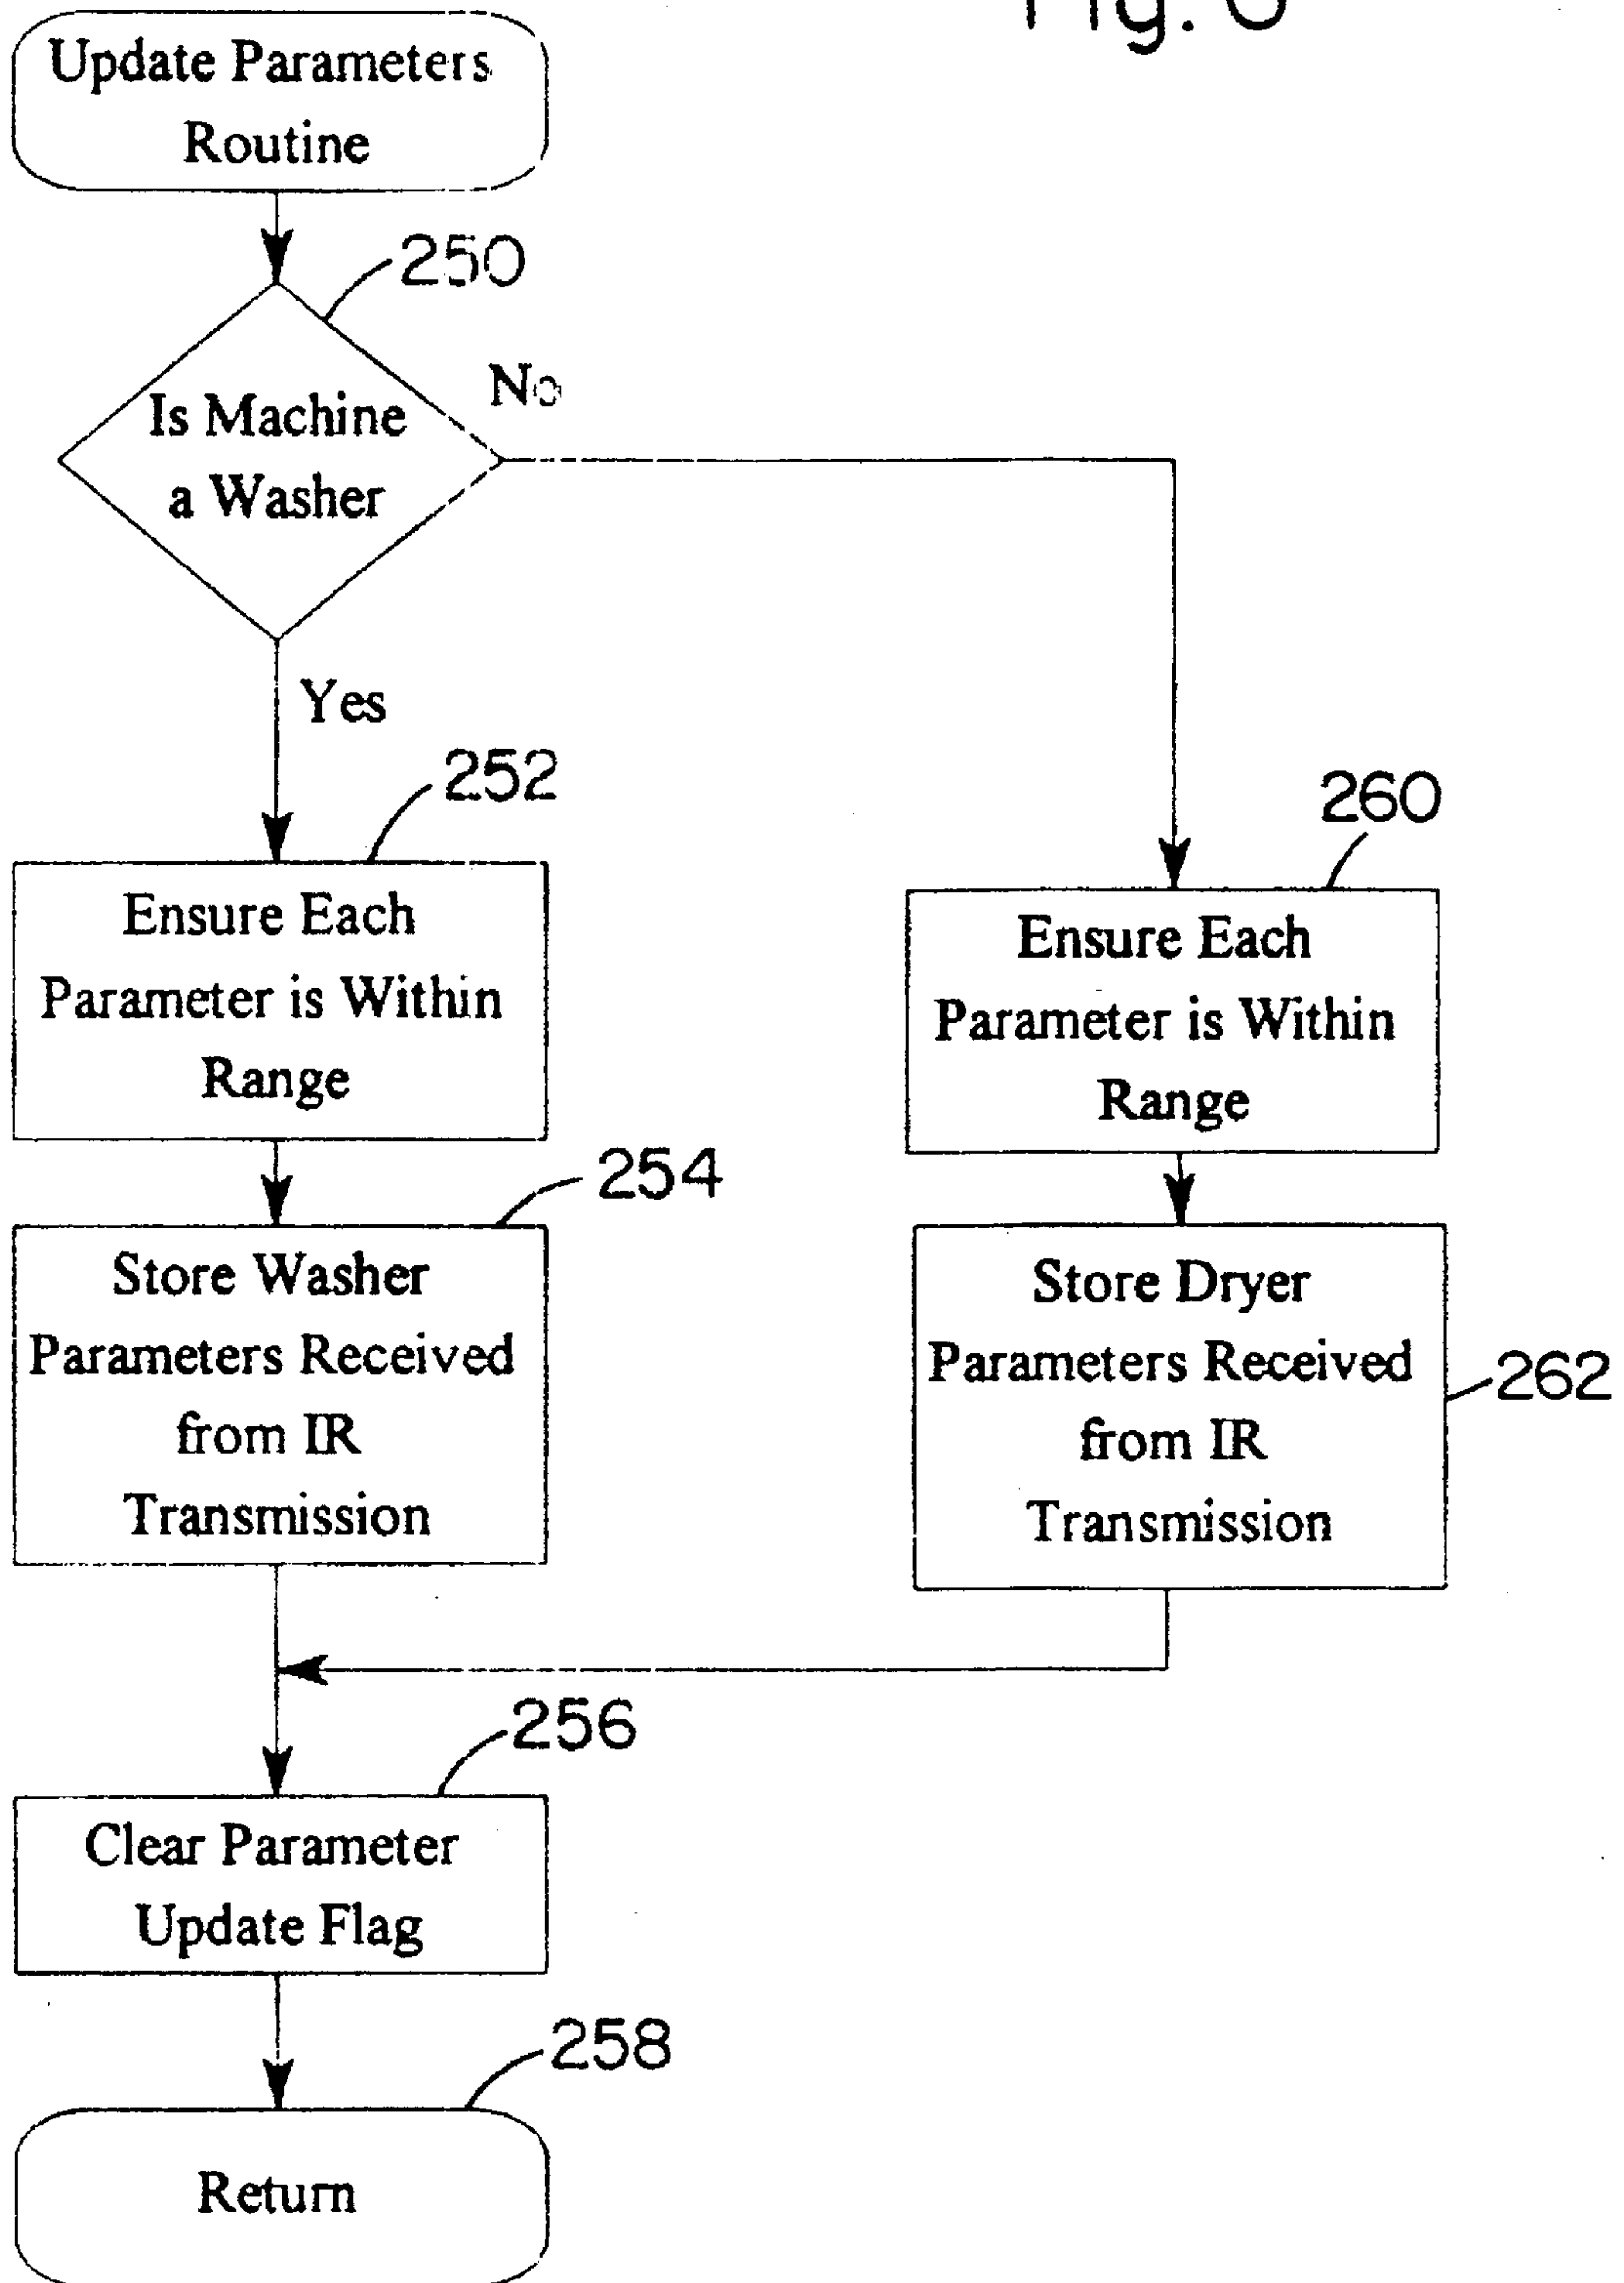 Fig.
Update Parameters
Routine
250
Is Machine
a Washer
No
Yes
252
Ensure Each
Parameter is Within
Range
260
Ensure Each
Parameter is Within
Range
254
Store Washer
Parameters Received
from IR
Transmission
Store Dryer
Parameters Received
from IR
Transmission
262
256
Clear Parameter
Update Flag
258
Return